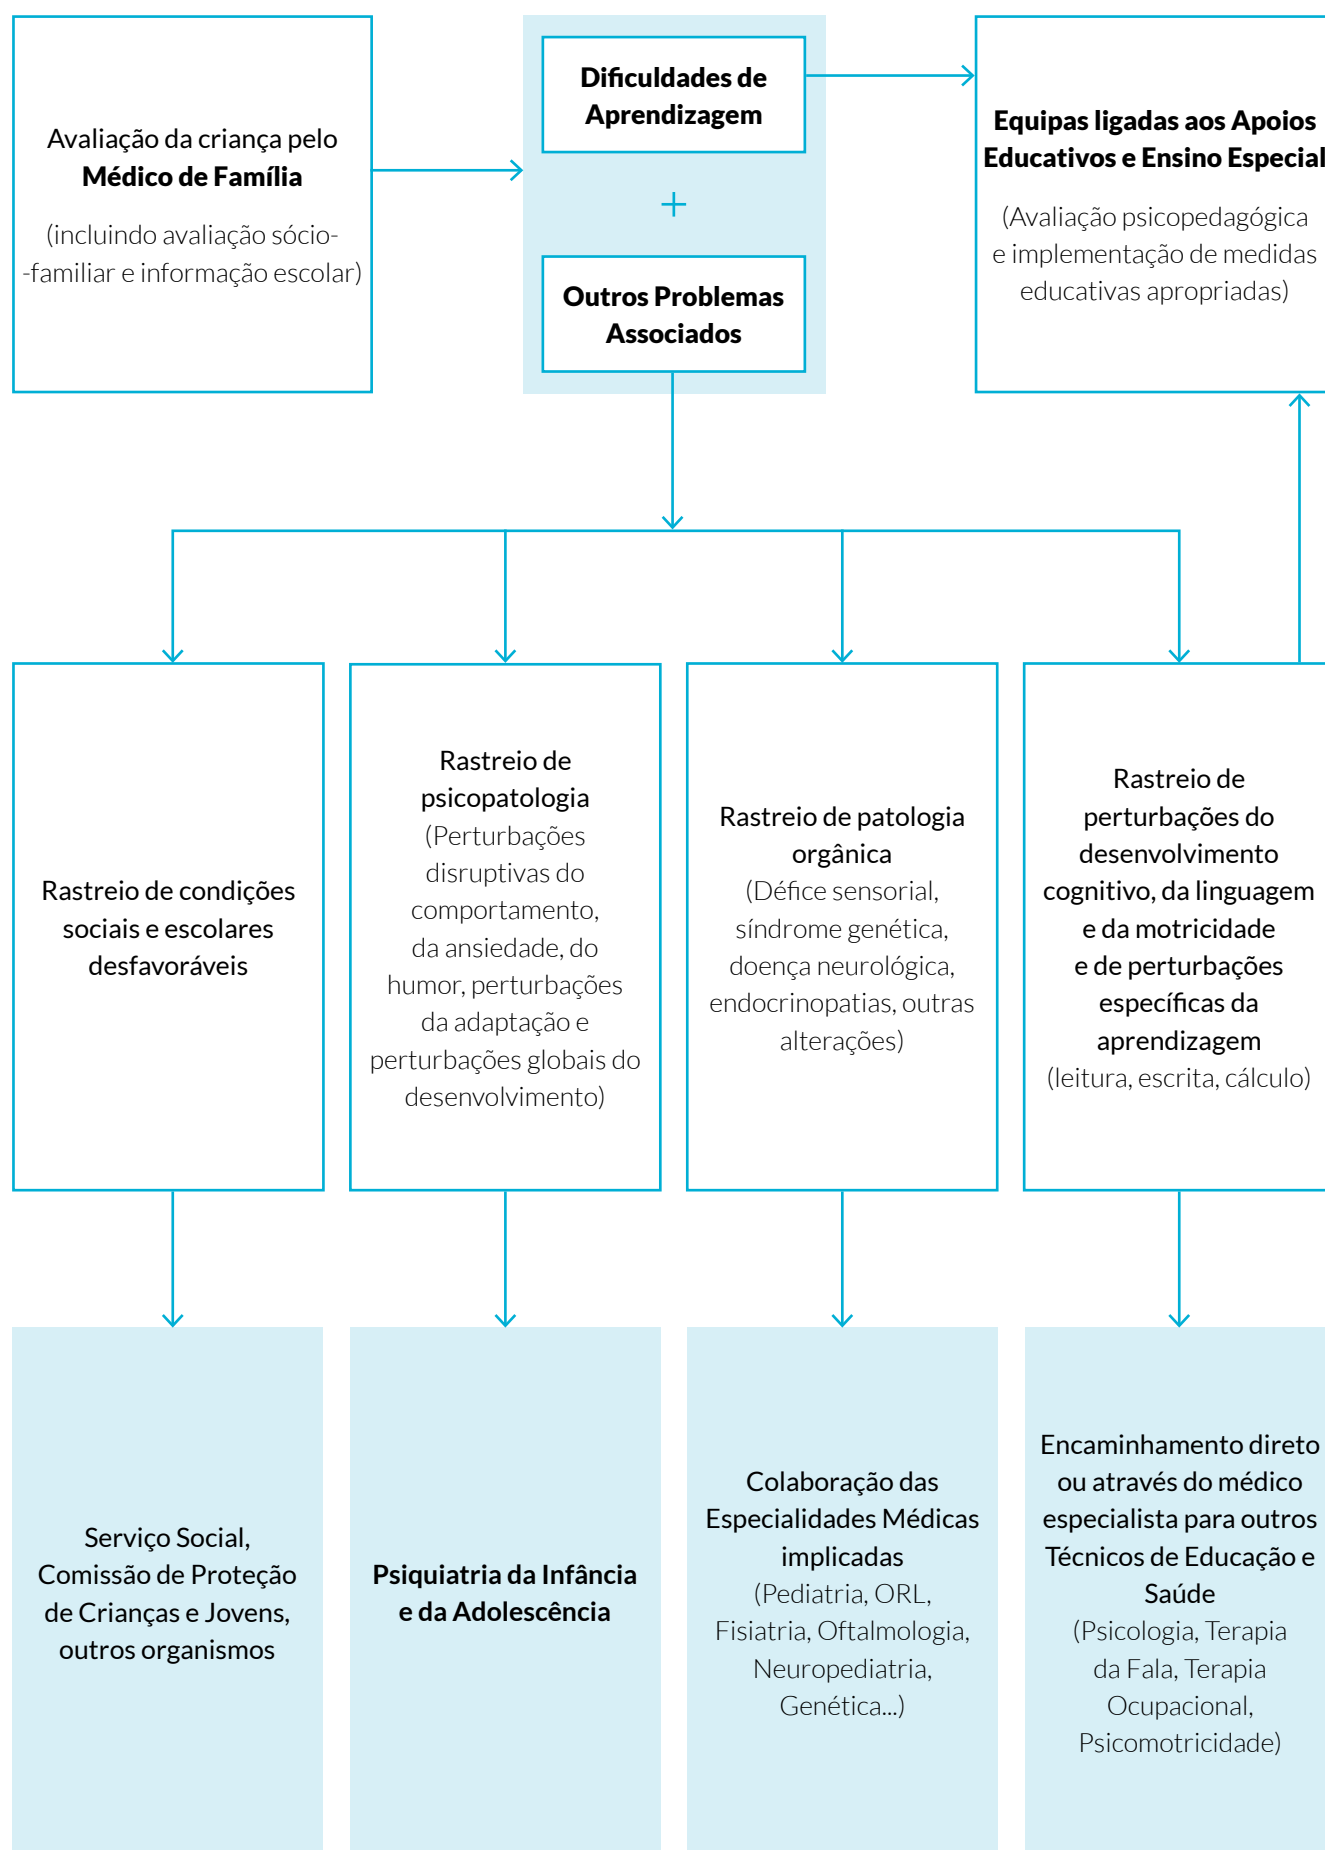 Avaliação da criança pelo
Médico de Família
(incluindo avaliação sócio-
-familiar e informação escolar)
Dificuldades de
Aprendizagem
+
Outros Problemas
Associados
Equipas ligadas aos Apoios
Educativos e Ensino Especial
(Avaliação psicopedagógica
e implementação de medidas
educativas apropriadas)
Rastreio de condições
sociais e escolares
desfavoráveis
Rastreio de
psicopatologia
(Perturbações
disruptivas do
comportamento,
da ansiedade, do
humor, perturbações
da adaptação e
perturbações globais do
desenvolvimento)
Rastreio de patologia
orgânica
(Défice sensorial,
síndrome genética,
doença neurológica,
endocrinopatias, outras
alterações)
Rastreio de
perturbações do
desenvolvimento
cognitivo, da linguagem
e da motricidade
e de perturbações
específicas da
aprendizagem
(leitura, escrita, cálculo)
Serviço Social,
Comissão de Proteção
de Crianças e Jovens,
outros organismos
Psiquiatria da Infância
e da Adolescência
Colaboração das
Especialidades Médicas
implicadas
(Pediatria, ORL,
Fisiatria, Oftalmologia,
Neuropediatria,
Genética...)
Encaminhamento direto
ou através do médico
especialista para outros
Técnicos de Educação e
Saúde
(Psicologia, Terapia
da Fala, Terapia
Ocupacional,
Psicomotricidade)